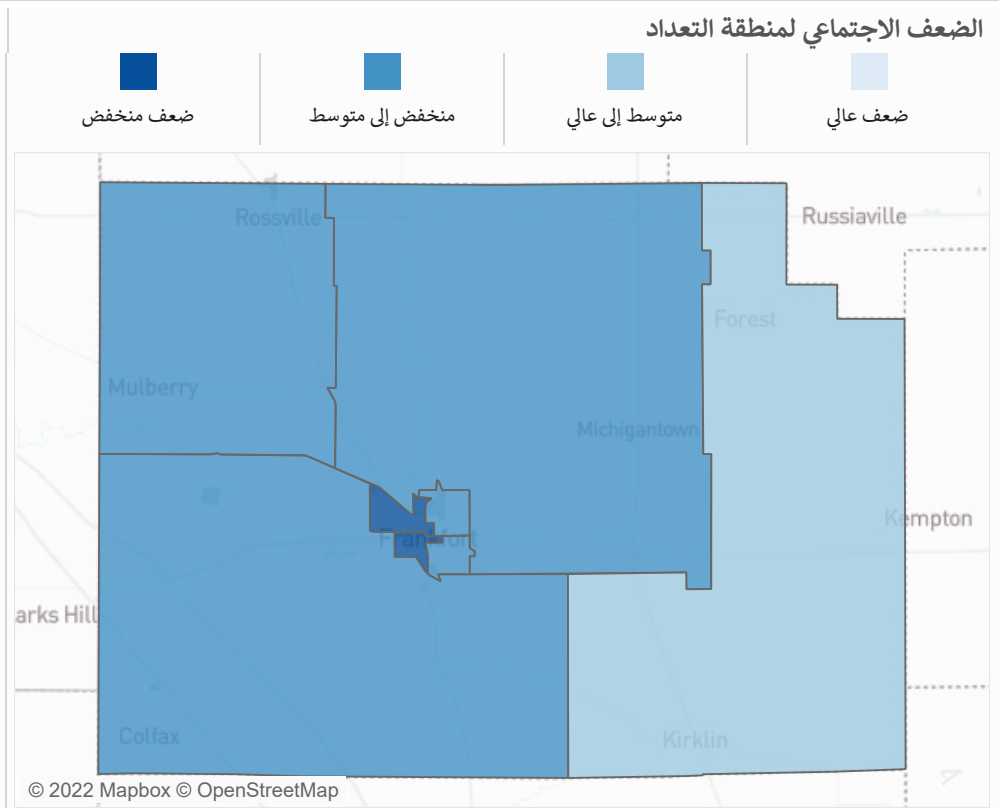 الضعف الاجتماعي لمنطقة التعداد
ضعف عالي
متوسط إلى عالي
منخفض إلى متوسط
ضعف منخفض
Rossville
Russiaville
Forest
Mulberry
Michigantown
Kempton
Frankfort
arks Hill
Colfax
Kirklin
© 2022 Mapbox © OpenStreetMap